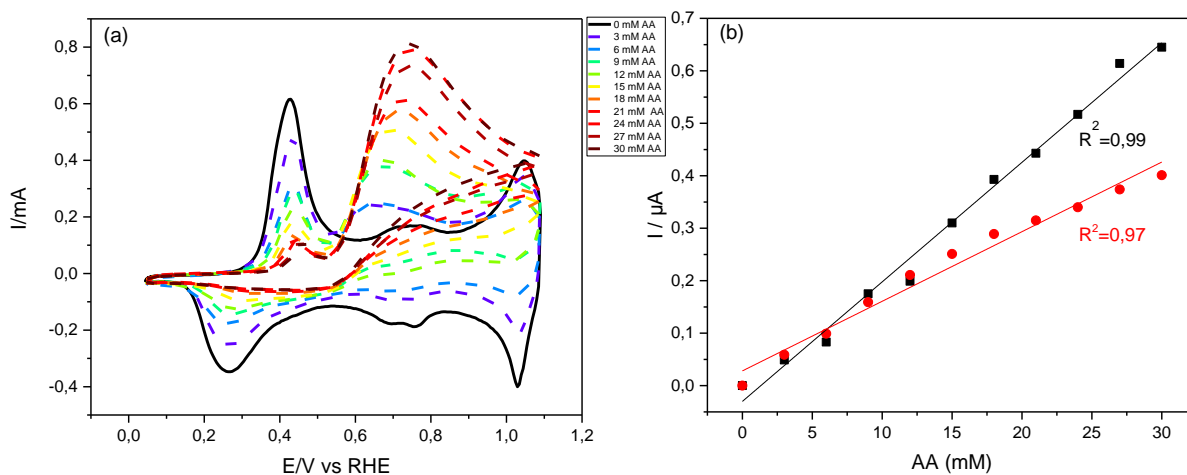 (a)
I/mA
0,8
0,6
0,4
0,2
0,0
-0,2
-0,4
0,0 0,2 0,4 0,6 0,8 1,0 1,2
E/V vs RHE
0 mM AA
3 mM AA
6 mM AA
9 mM AA
12 mM AA
15 mM AA
18 mM AA
21 mM AA
24 mM AA
27 mM AA
30 mM AA
(b)
I / µA
0,7
0,6
0,5
0,4
0,3
0,2
0,1
0,0
0 5 10 15 20 25 30
AA (mM)
R²=0,99
R²=0,97